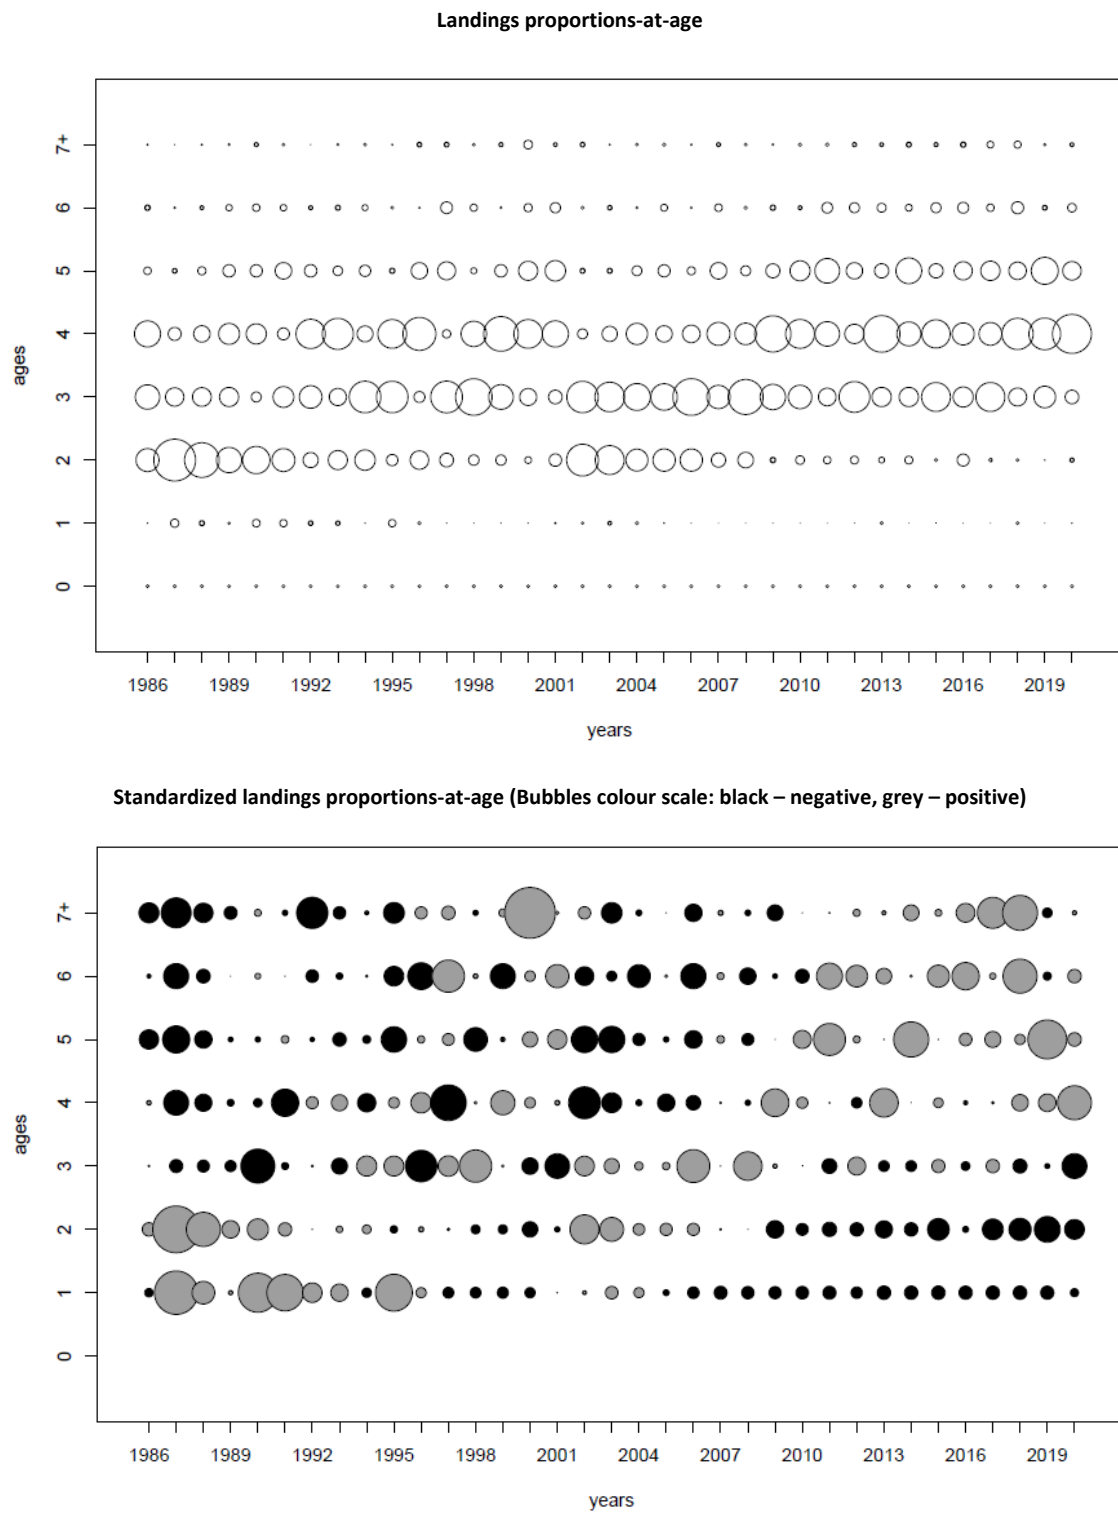 Landings proportions-at-age
7+
6
5
4
3
2
1
0
ages
1986 1989 1992 1995 1998 2001 2004 2007 2010 2013 2016 2019
years
Standardized landings proportions-at-age (Bubbles colour scale: black – negative, grey – positive)
7+
6
5
4
3
2
1
0
ages
1986 1989 1992 1995 1998 2001 2004 2007 2010 2013 2016 2019
years